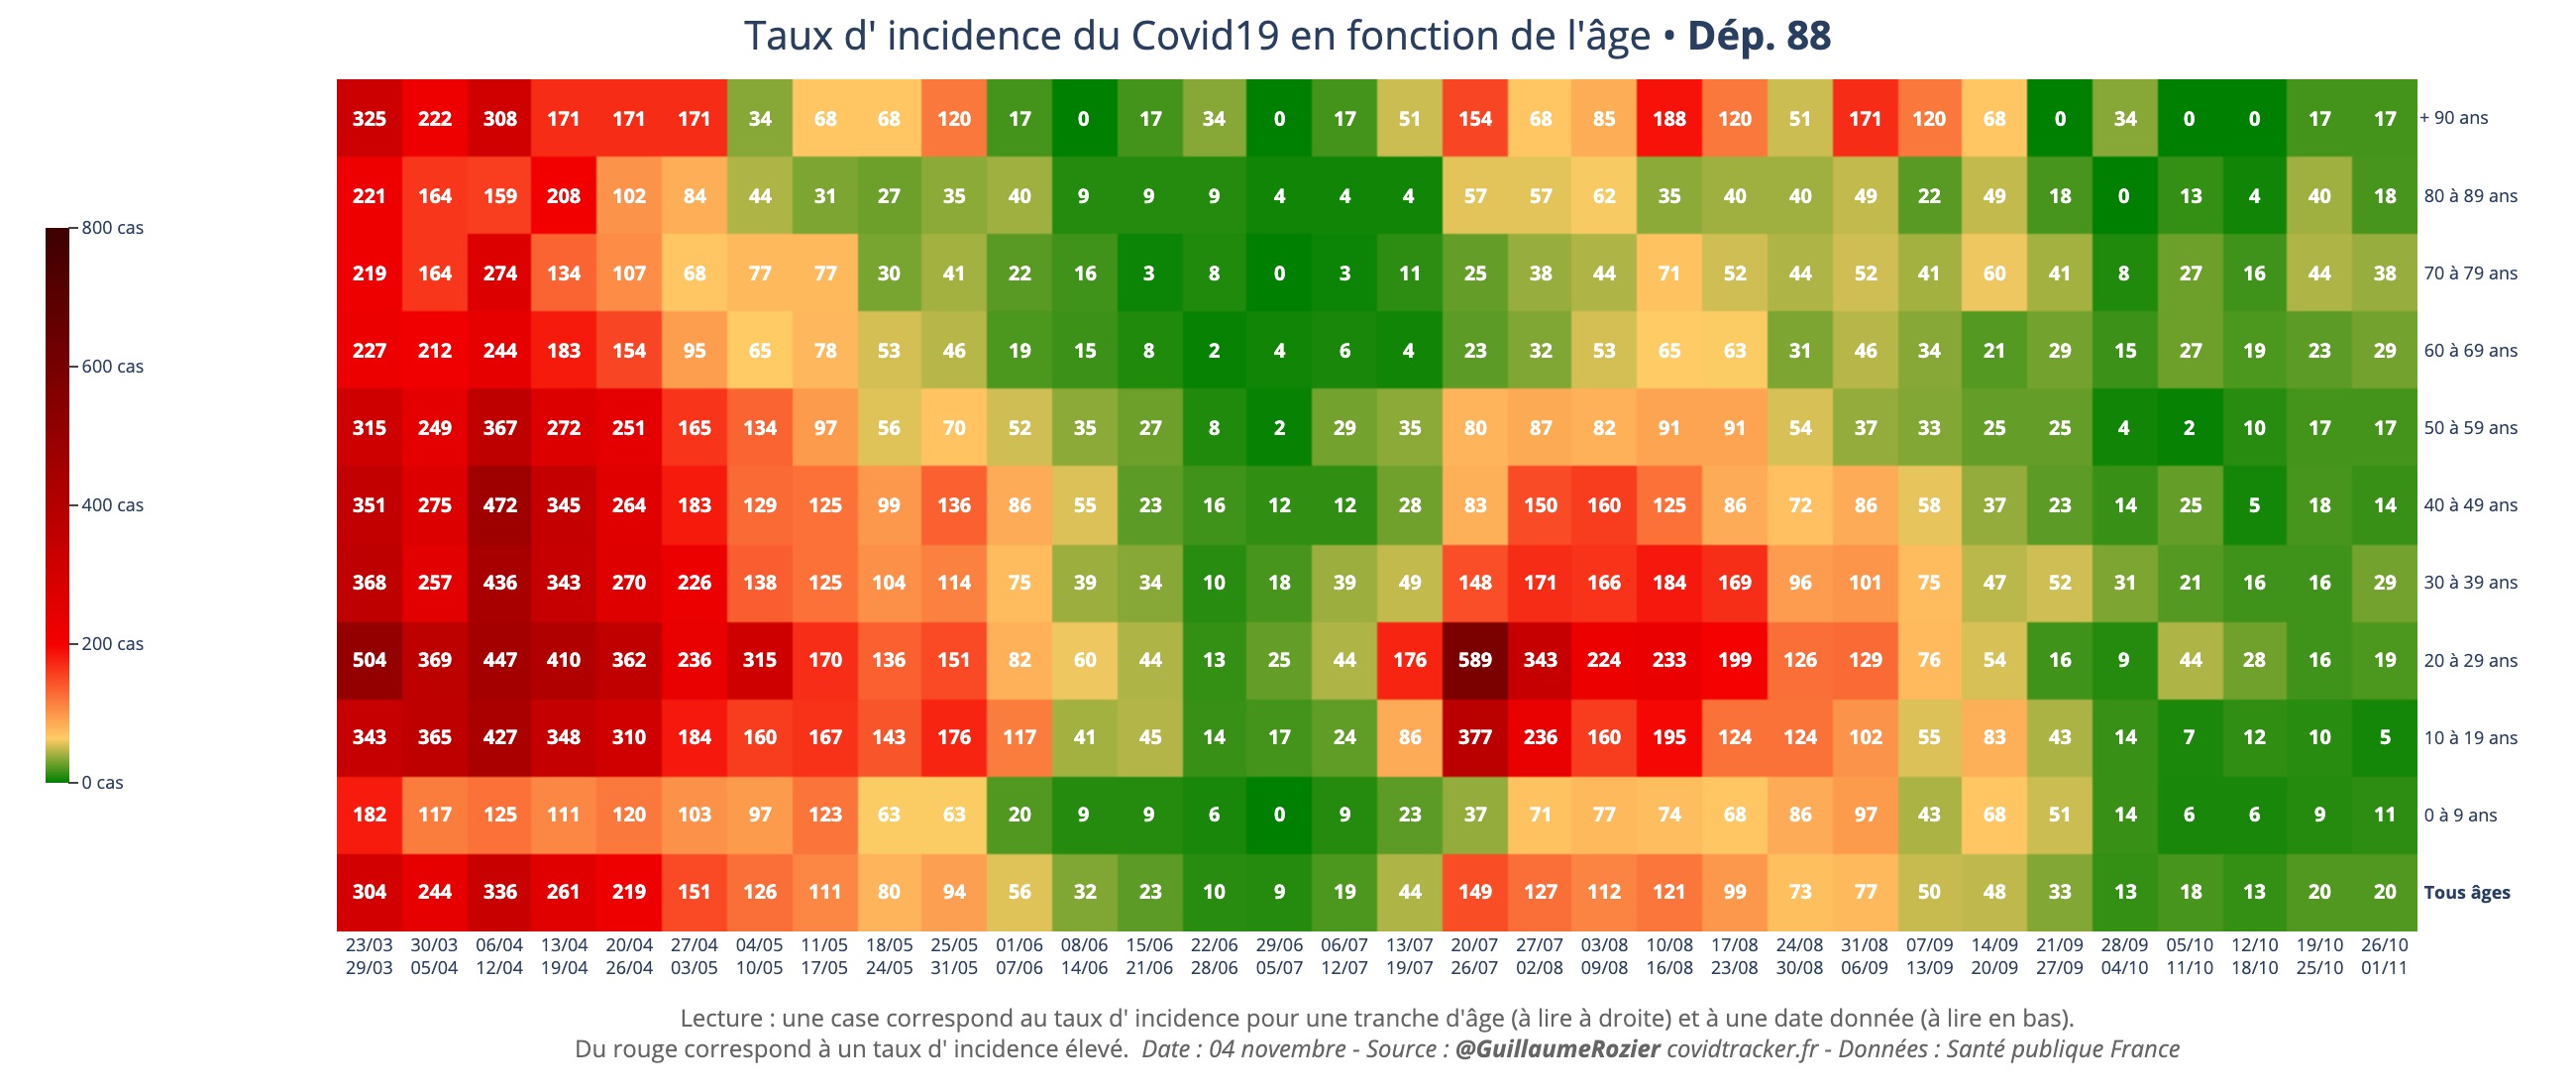 Taux d' incidence du Covid19 en fonction de l'âge • Dép. 88
800 cas
600 cas
400 cas
200 cas
0 cas
325 222 308 171 171 171 34 68 68 120 17 0 17 34 0 17 51 154 68 85 188 120 51 171 120 68 0 34 0 0 17 17 + 90 ans
221 164 159 208 102 84 44 31 27 35 40 9 9 9 4 4 4 57 57 62 35 40 40 49 22 49 18 0 13 4 40 18 80 à 89 ans
219 164 274 134 107 68 77 77 30 41 22 16 3 8 0 3 11 25 38 44 71 52 44 52 41 60 41 8 27 16 44 38 70 à 79 ans
227 212 244 183 154 95 65 78 53 46 19 15 8 2 4 6 4 23 32 53 65 63 31 46 34 21 29 15 27 19 23 29 60 à 69 ans
315 249 367 272 251 165 134 97 56 70 52 35 27 8 2 29 35 80 87 82 91 91 54 37 33 25 25 4 2 10 17 17 50 à 59 ans
351 275 472 345 264 183 129 125 99 136 86 55 23 16 12 12 28 83 150 160 125 86 72 86 58 37 23 14 25 5 18 14 40 à 49 ans
368 257 436 343 270 226 138 125 104 114 75 39 34 10 18 39 49 148 171 166 184 169 96 101 75 47 52 31 21 16 16 29 30 à 39 ans
504 369 447 410 362 236 315 170 136 151 82 60 44 13 25 44 176 589 343 224 233 199 126 129 76 54 16 9 44 28 16 19 20 à 29 ans
343 365 427 348 310 184 160 167 143 176 117 41 45 14 17 24 86 377 236 160 195 124 124 102 55 83 43 14 7 12 10 5 10 à 19 ans
182 117 125 111 120 103 97 123 63 63 20 9 9 6 0 9 23 37 71 77 74 68 86 97 43 68 51 14 6 6 9 11 0 à 9 ans
304 244 336 261 219 151 126 111 80 94 56 32 23 10 9 19 44 149 127 112 121 99 73 77 50 48 33 13 18 13 20 20 Tous âges
23/03 30/03 06/04 13/04 20/04 27/04 04/05 11/05 18/05 25/05 01/06 08/06 15/06 22/06 29/06 06/07 13/07 20/07 27/07 03/08 10/08 17/08 24/08 31/08 07/09 14/09 21/09 28/09 05/10 12/10 19/10 26/10
29/03 05/04 12/04 19/04 26/04 03/05 10/05 17/05 24/05 31/05 07/06 14/06 21/06 28/06 05/07 12/07 19/07 26/07 02/08 09/08 16/08 23/08 30/08 06/09 13/09 20/09 27/09 04/10 11/10 18/10 25/10 01/11
Lecture : une case correspond au taux d' incidence pour une tranche d'âge (à lire à droite) et à une date donnée (à lire en bas).
Du rouge correspond à un taux d' incidence élevé. Date : 04 novembre - Source : @GuillaumeRozier covidtracker.fr - Données : Santé publique France